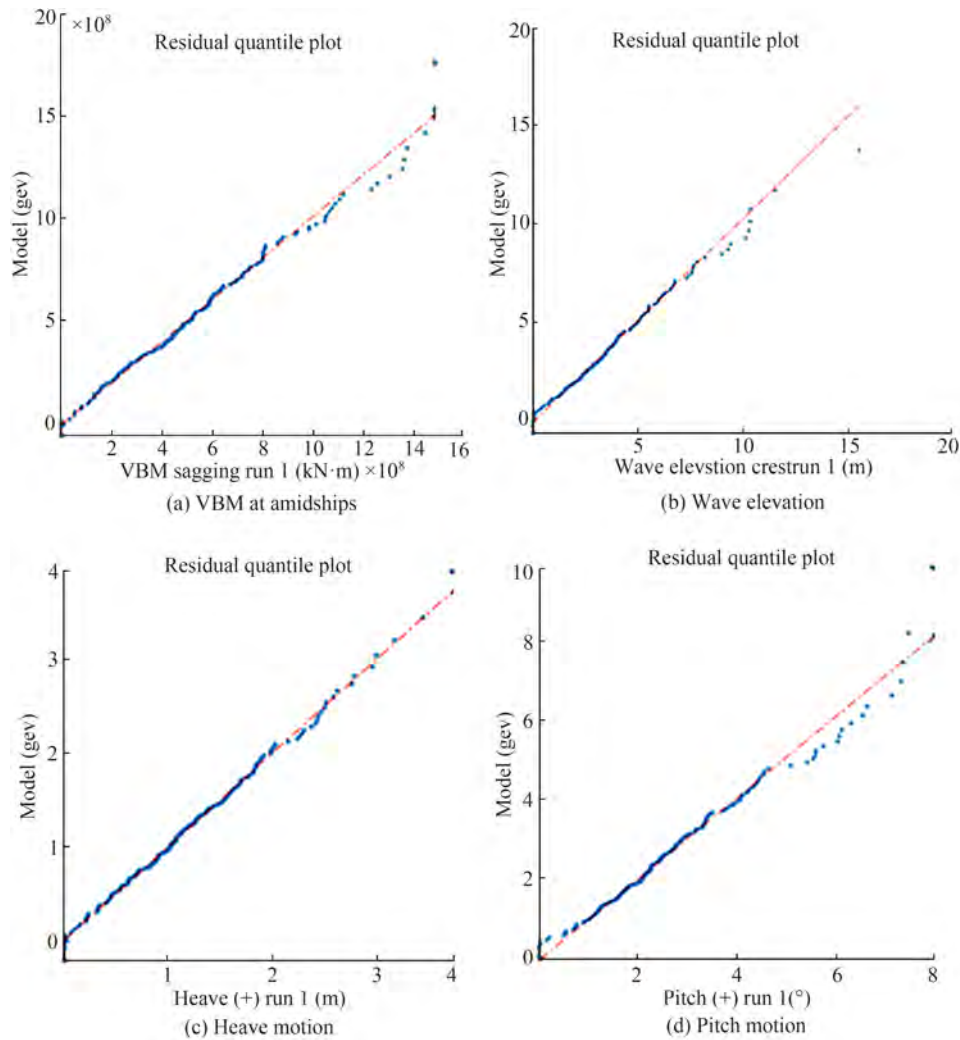 ×10⁸
Residual quantile plot
20
15
10
5
0
Model (gev)
2 4 6 8 10 12 14 16
VBM sagging run 1 (kN·m) ×10⁸
(a) VBM at amidships
Residual quantile plot
20
15
10
5
0
Model (gev)
5 10 15 20
Wave elevstion crestrun 1 (m)
(b) Wave elevation
Residual quantile plot
4
3
2
1
0
Model (gev)
1 2 3 4
Heave (+) run 1 (m)
(c) Heave motion
Residual quantile plot
10
8
6
4
2
0
Model (gev)
2 4 6 8
Pitch (+) run 1(°)
(d) Pitch motion